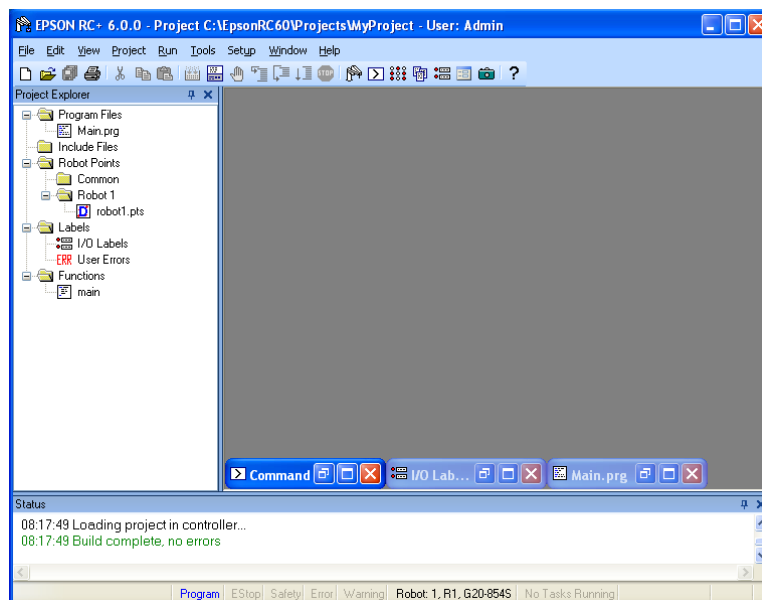 EPSON RC+ 6.0.0 - Project C:\EpsonRC60\Projects\MyProject - User: Admin
File Edit View Project Run Tools Setup Window Help
Project Explorer
Program Files
Main.prg
Include Files
Robot Points
Common
Robot 1
robot1.pts
Labels
I/O Labels
ERR User Errors
Functions
main
Command
I/O Lab...
Main.prg
Status
08:17:49 Loading project in controller...
08:17:49 Build complete, no errors
Program EStop Safety Error Warning Robot: 1, R1, G20-854S No Tasks Running